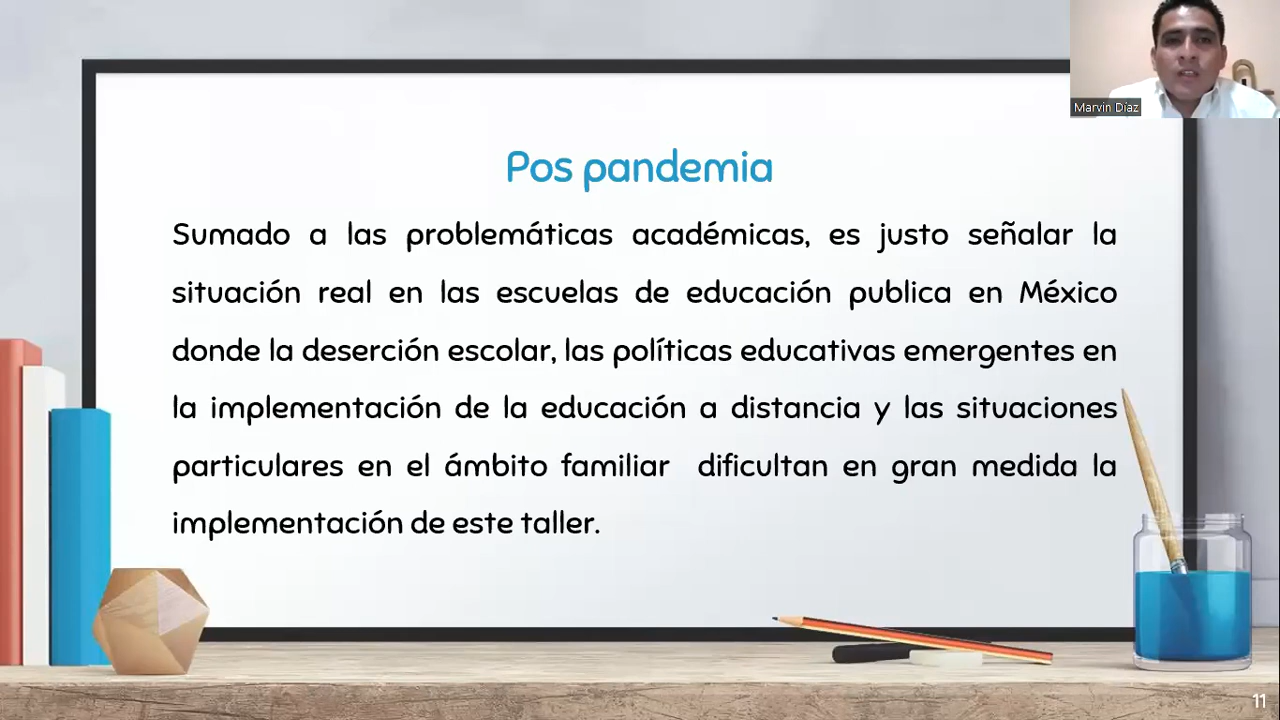 Marvin Díaz
Pos pandemia
Sumado a las problemáticas académicas, es justo señalar la
situación real en las escuelas de educación publica en México
donde la deserción escolar, las políticas educativas emergentes en
la implementación de la educación a distancia y las situaciones
particulares en el ámbito familiar dificultan en gran medida la
implementación de este taller.
11